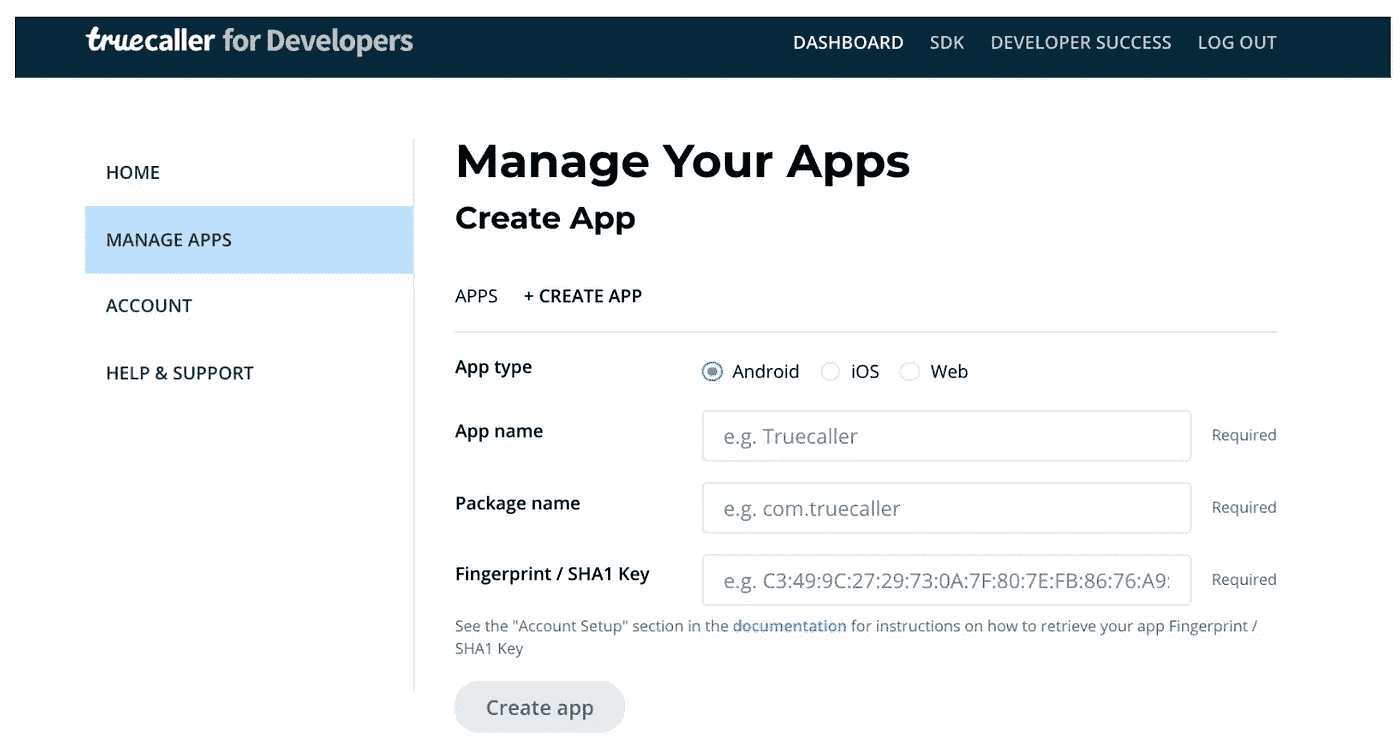 truecaller for Developers
DASHBOARD SDK DEVELOPER SUCCESS LOG OUT
HOME
MANAGE APPS
ACCOUNT
HELP & SUPPORT
Manage Your Apps
Create App
APPS + CREATE APP
App type Android iOS Web
App name e.g. Truecaller Required
Package name e.g. com.truecaller Required
Fingerprint / SHA1 Key e.g. C3:49:9C:27:29:73:0A:7F:80:7E:FB:86:76:A9: Required
See the "Account Setup" section in the documentation for instructions on how to retrieve your app Fingerprint /
SHA1 Key
Create app